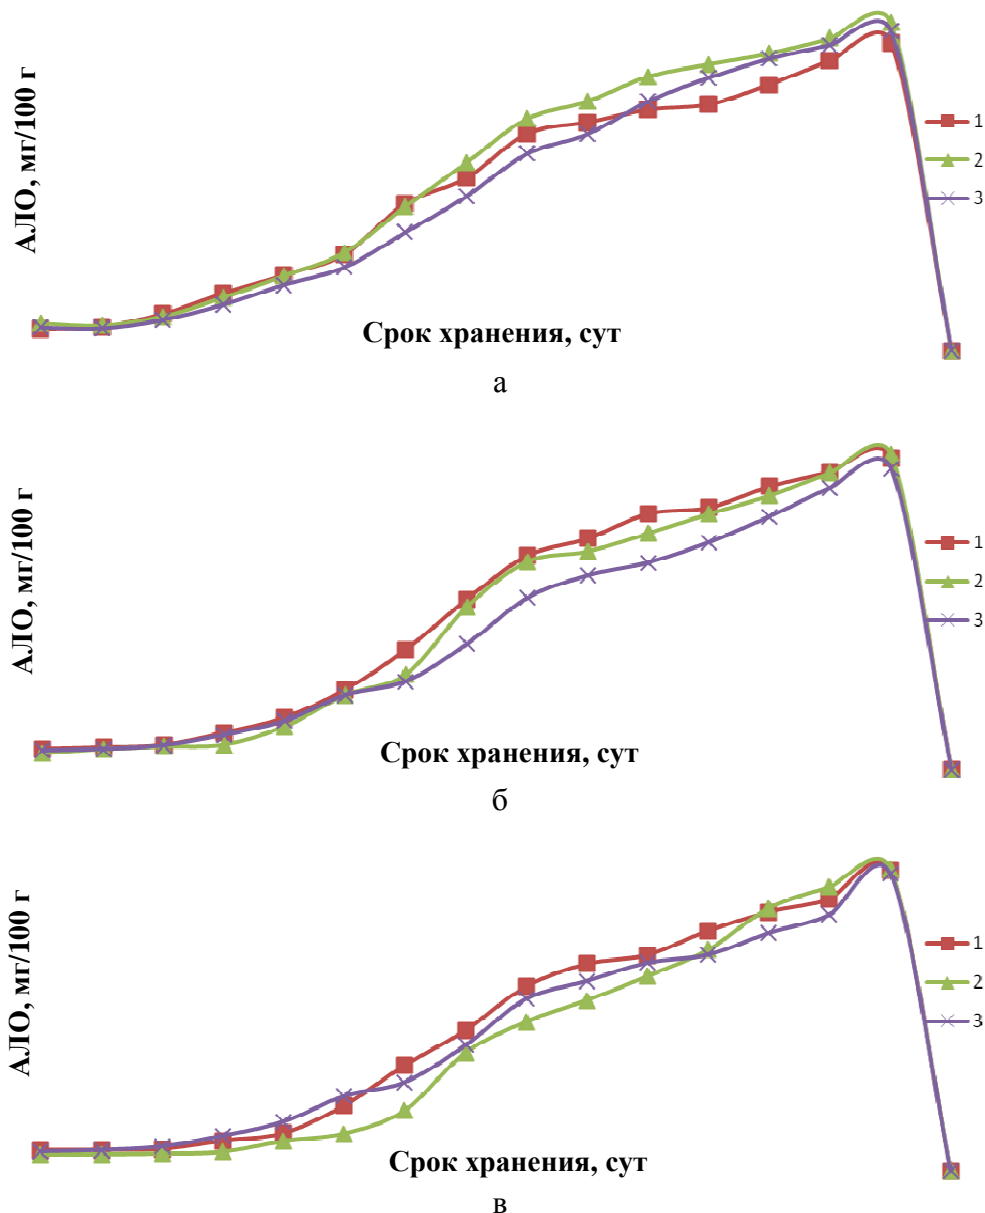 АЛО, мг/100 г
1
2
3
Срок хранения, сут
а
АЛО, мг/100 г
1
2
3
Срок хранения, сут
б
АЛО, мг/100 г
1
2
3
Срок хранения, сут
в